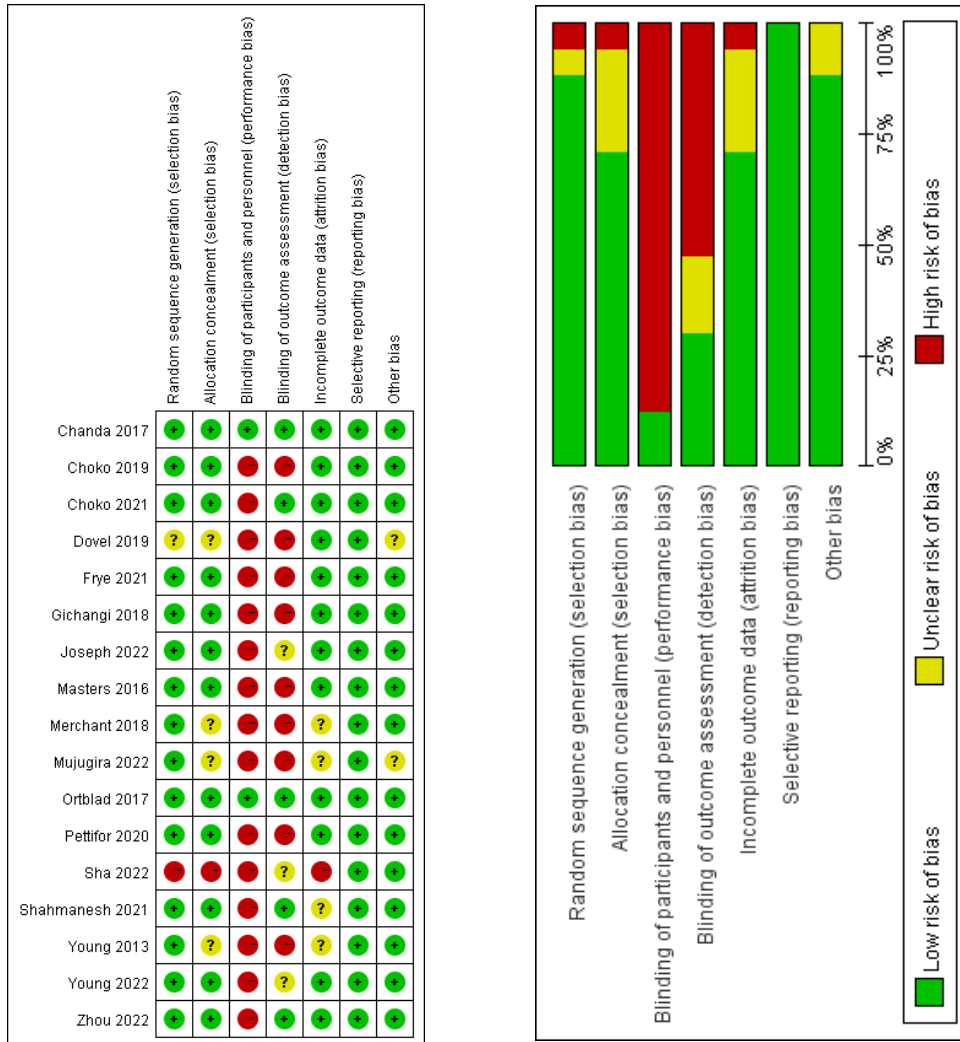 Random sequence generation (selection bias)
Allocation concealment (selection bias)
Blinding of participants and personnel (performance bias)
Blinding of outcome assessment (detection bias)
Incomplete outcome data (attrition bias)
Selective reporting (reporting bias)
Other bias
Chanda 2017 + + + + + + +
Choko 2019 + + - - + + +
Choko 2021 + + - + + + +
Dovel 2019 ? ? - - + + ?
Frye 2021 + + - - + + +
Gichangi 2018 + + - - + + +
Joseph 2022 + + - ? + + +
Masters 2016 + + - - + + +
Merchant 2018 + ? - - ? + +
Mujugira 2022 + ? - - ? + ?
Ortblad 2017 + + + + + + +
Pettifor 2020 + + - - + + +
Sha 2022 - - - ? - + +
Shahmanesh 2021 + + - + ? + +
Young 2013 + ? - - ? + +
Young 2022 + + - ? + + +
Zhou 2022 + + - + + + +
Random sequence generation (selection bias)
Allocation concealment (selection bias)
Blinding of participants and personnel (performance bias)
Blinding of outcome assessment (detection bias)
Incomplete outcome data (attrition bias)
Selective reporting (reporting bias)
Other bias
0% 25% 50% 75% 100%
Low risk of bias
Unclear risk of bias
High risk of bias